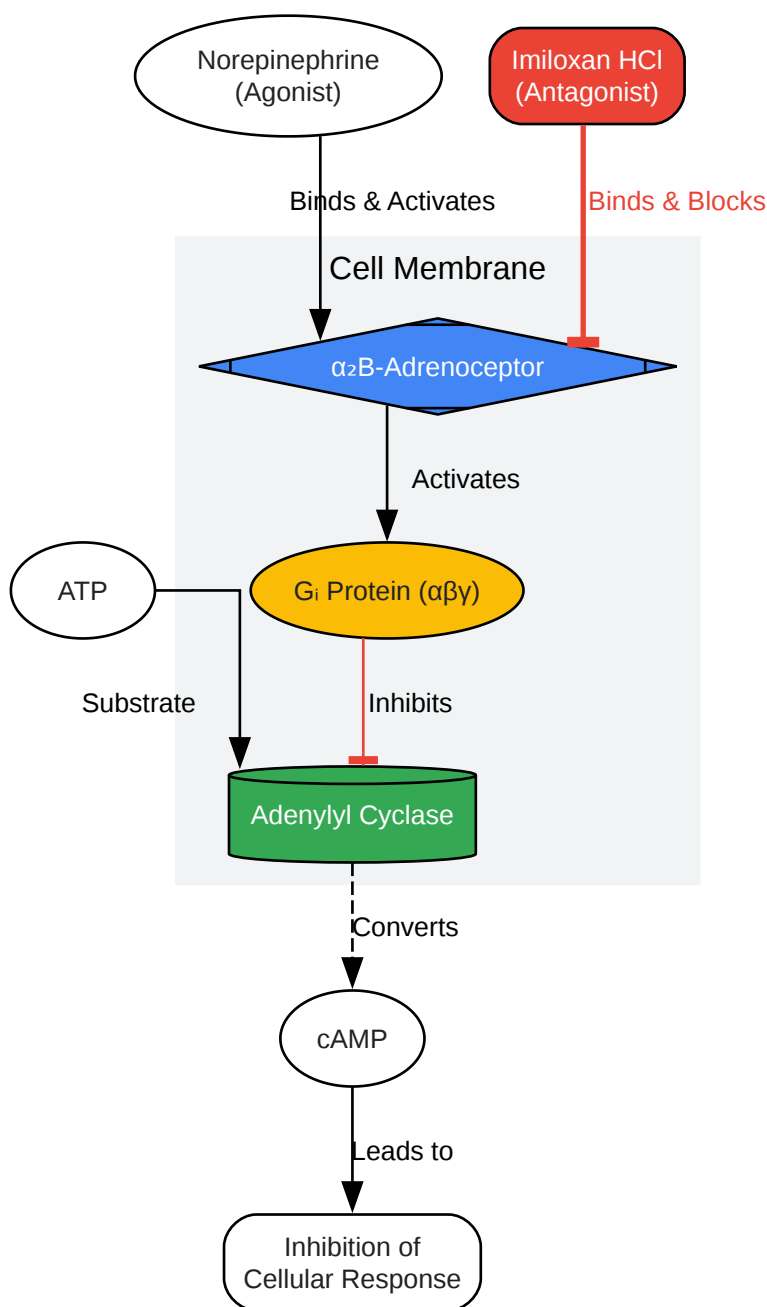 Norepinephrine
(Agonist)
Imiloxan HCl
(Antagonist)
Binds & Activates
Binds & Blocks
Cell Membrane
α₂B-Adrenoceptor
Activates
ATP
Gᵢ Protein (αβγ)
Substrate
Inhibits
Adenylyl Cyclase
Converts
cAMP
Leads to
Inhibition of
Cellular Response